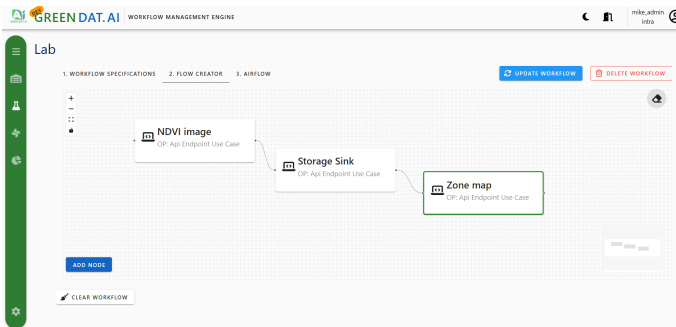 DEV
GREENDAT.AI
WORKFLOW MANAGEMENT ENGINE
mike_admin
intra
Lab
1. WORKFLOW SPECIFICATIONS
2. FLOW CREATOR
3. AIRFLOW
UPDATE WORKFLOW
DELETE WORKFLOW
NDVI image
OP: Api Endpoint Use Case
Storage Sink
OP: Api Endpoint Use Case
Zone map
OP: Api Endpoint Use Case
ADD NODE
CLEAR WORKFLOW